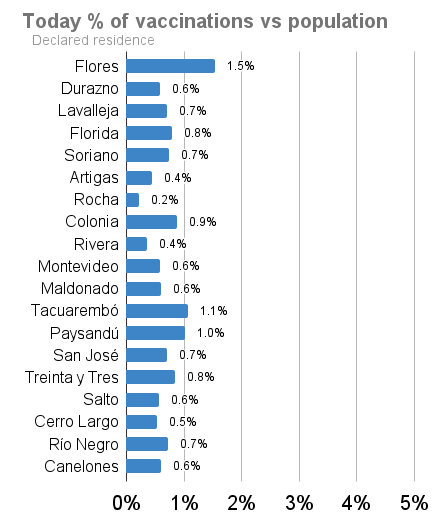 Today % of vaccinations vs population
Declared residence
Flores 1.5%
Durazno 0.6%
Lavalleja 0.7%
Florida 0.8%
Soriano 0.7%
Artigas 0.4%
Rocha 0.2%
Colonia 0.9%
Rivera 0.4%
Montevideo 0.6%
Maldonado 0.6%
Tacuarembó 1.1%
Paysandú 1.0%
San José 0.7%
Treinta y Tres 0.8%
Salto 0.6%
Cerro Largo 0.5%
Río Negro 0.7%
Canelones 0.6%
0% 1% 2% 3% 4% 5%